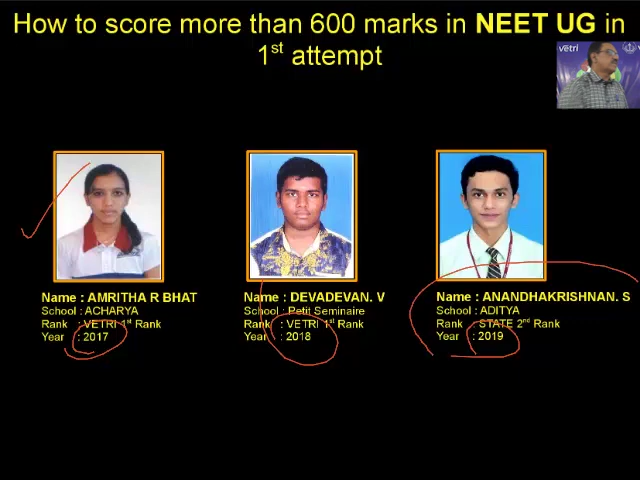 How to score more than 600 marks in NEET UG in
1st attempt
vetri
Name : AMRITHA R BHAT
School : ACHARYA
Rank : VETRI 1st Rank
Year : 2017
Name : DEVADEVAN. V
School : Petit Seminaire
Rank : VETRI 1st Rank
Year : 2018
Name : ANANDHAKRISHNAN. S
School : ADITYA
Rank : STATE 2nd Rank
Year : 2019